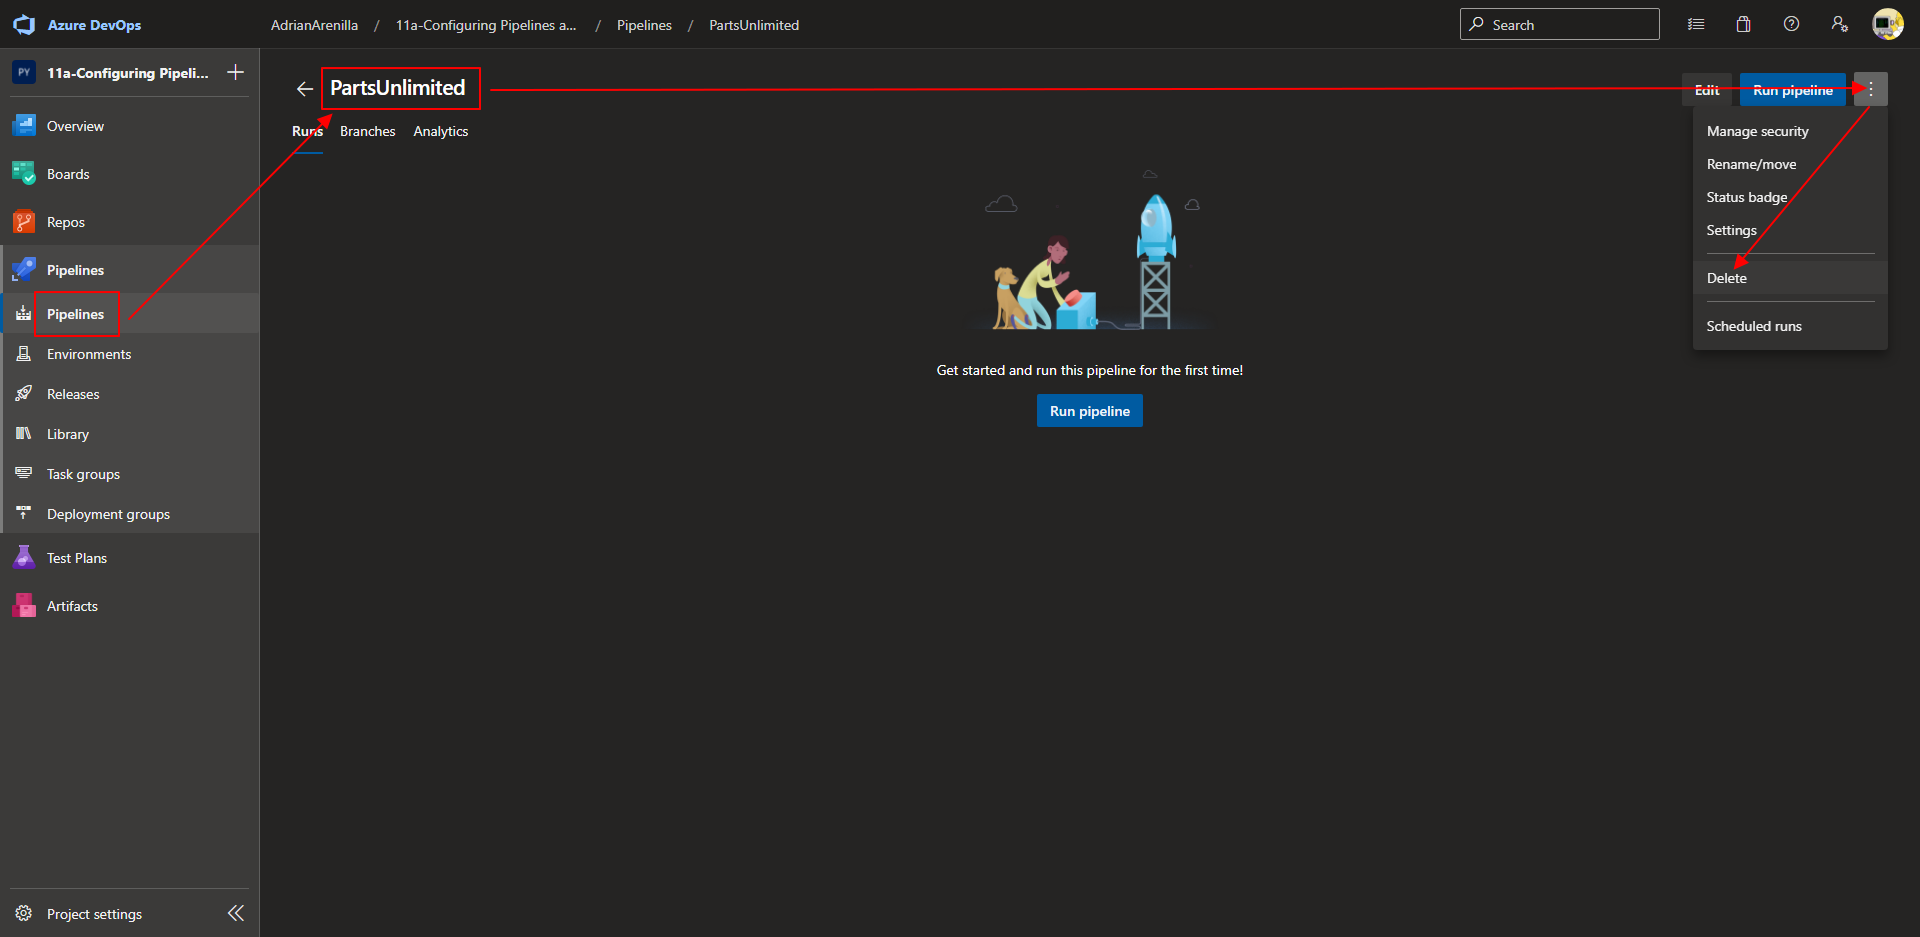 Azure DevOps
AdrianArenilla / 11a-Configuring Pipelines a... / Pipelines / PartsUnlimited
Search
PY
11a-Configuring Pipeli...
Overview
Boards
Repos
Pipelines
Pipelines
Environments
Releases
Library
Task groups
Deployment groups
Test Plans
Artifacts
Project settings
PartsUnlimited
Edit
Run pipeline
Runs
Branches
Analytics
Manage security
Rename/move
Status badge
Settings
Delete
Scheduled runs
Get started and run this pipeline for the first time!
Run pipeline